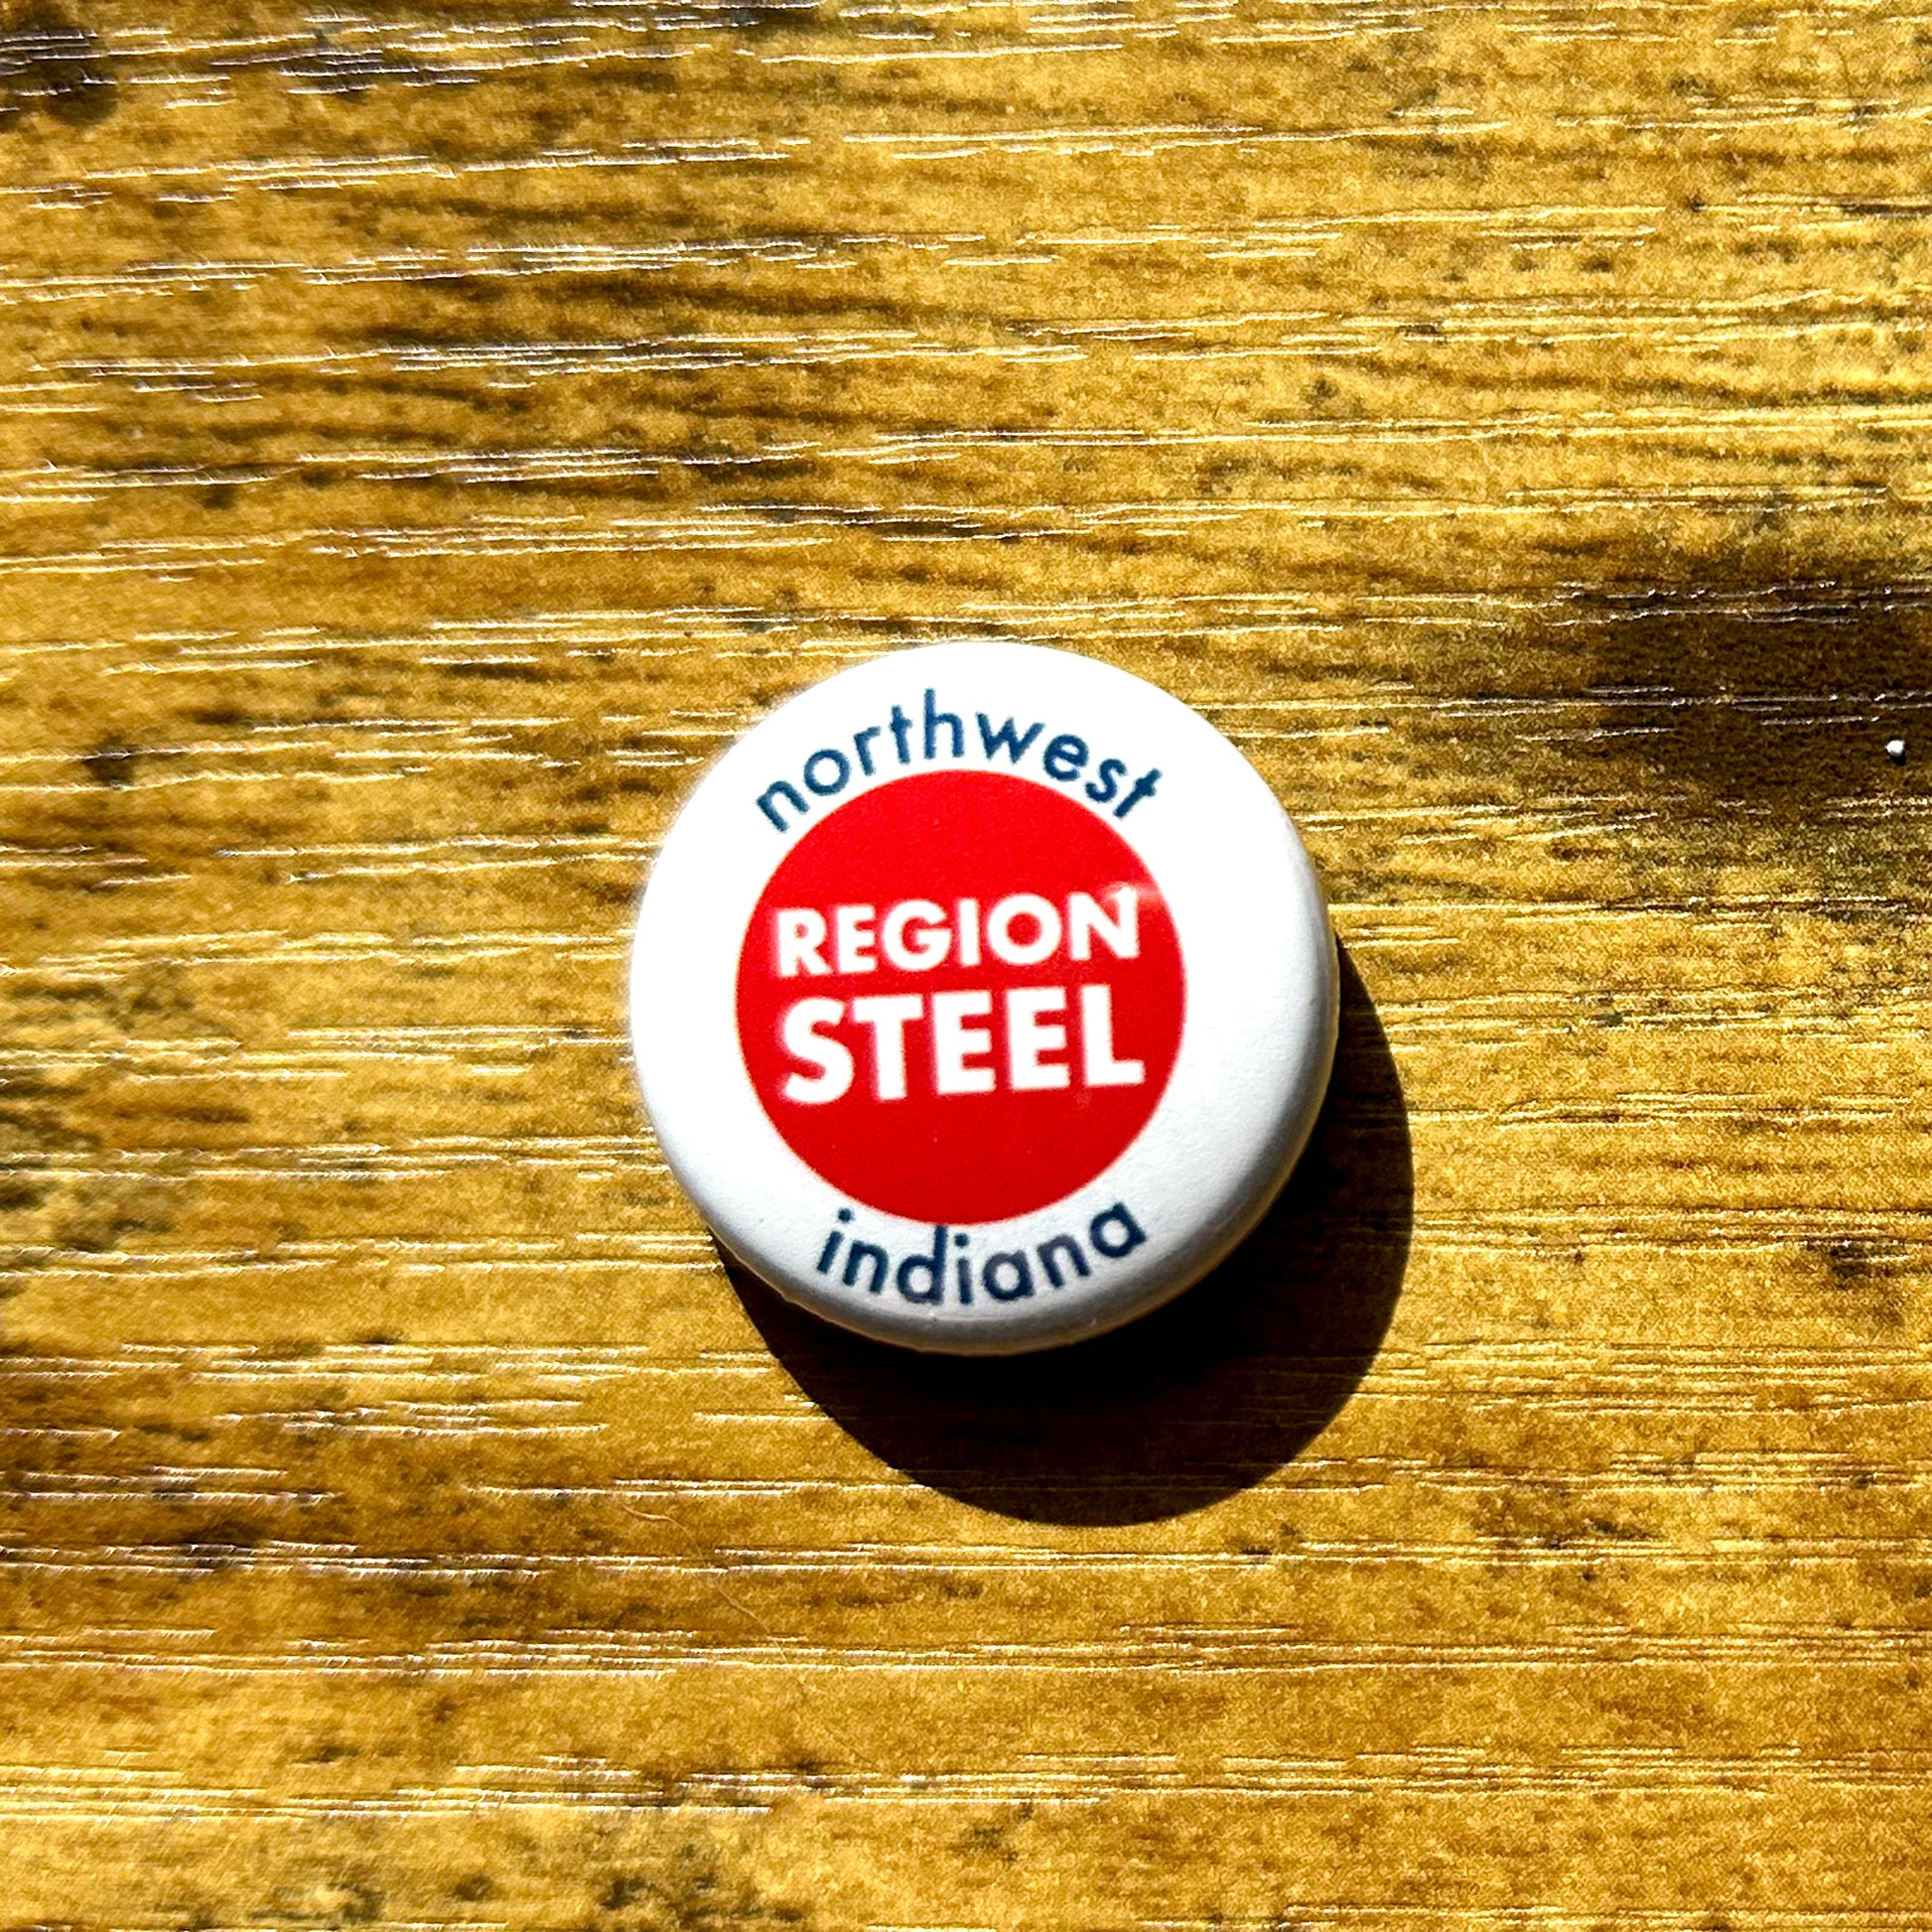 northwest
REGION
STEEL
indiana